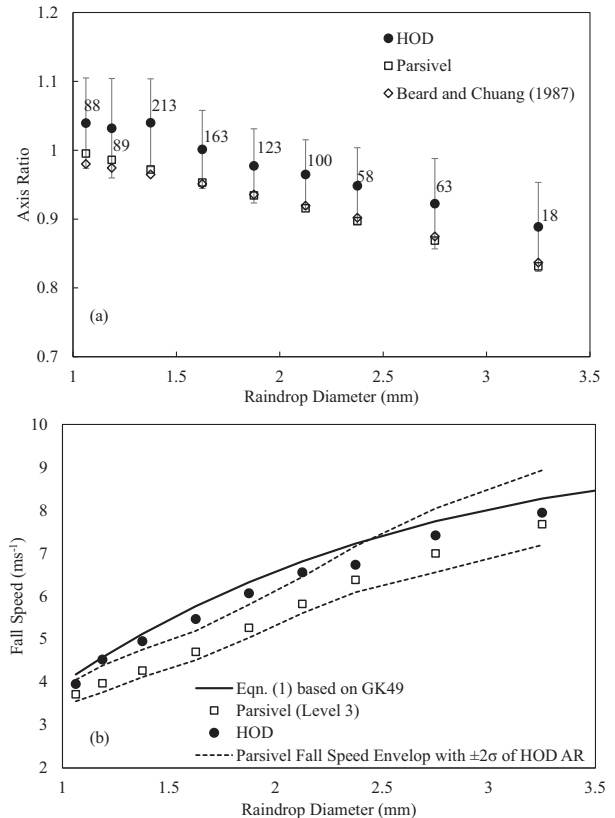 1.2
1.1
1
0.9
0.8
0.7
Axis Ratio
HOD
Parsivel
Beard and Chuang (1987)
88
89
213
163
123
100
58
63
18
(a)
1
1.5
2
2.5
3
3.5
Raindrop Diameter (mm)
10
9
8
7
6
5
4
3
2
Fall Speed (ms⁻¹)
Eqn. (1) based on GK49
Parsivel (Level 3)
HOD
Parsivel Fall Speed Envelop with ±2σ of HOD AR
(b)
1
1.5
2
2.5
3
3.5
Raindrop Diameter (mm)